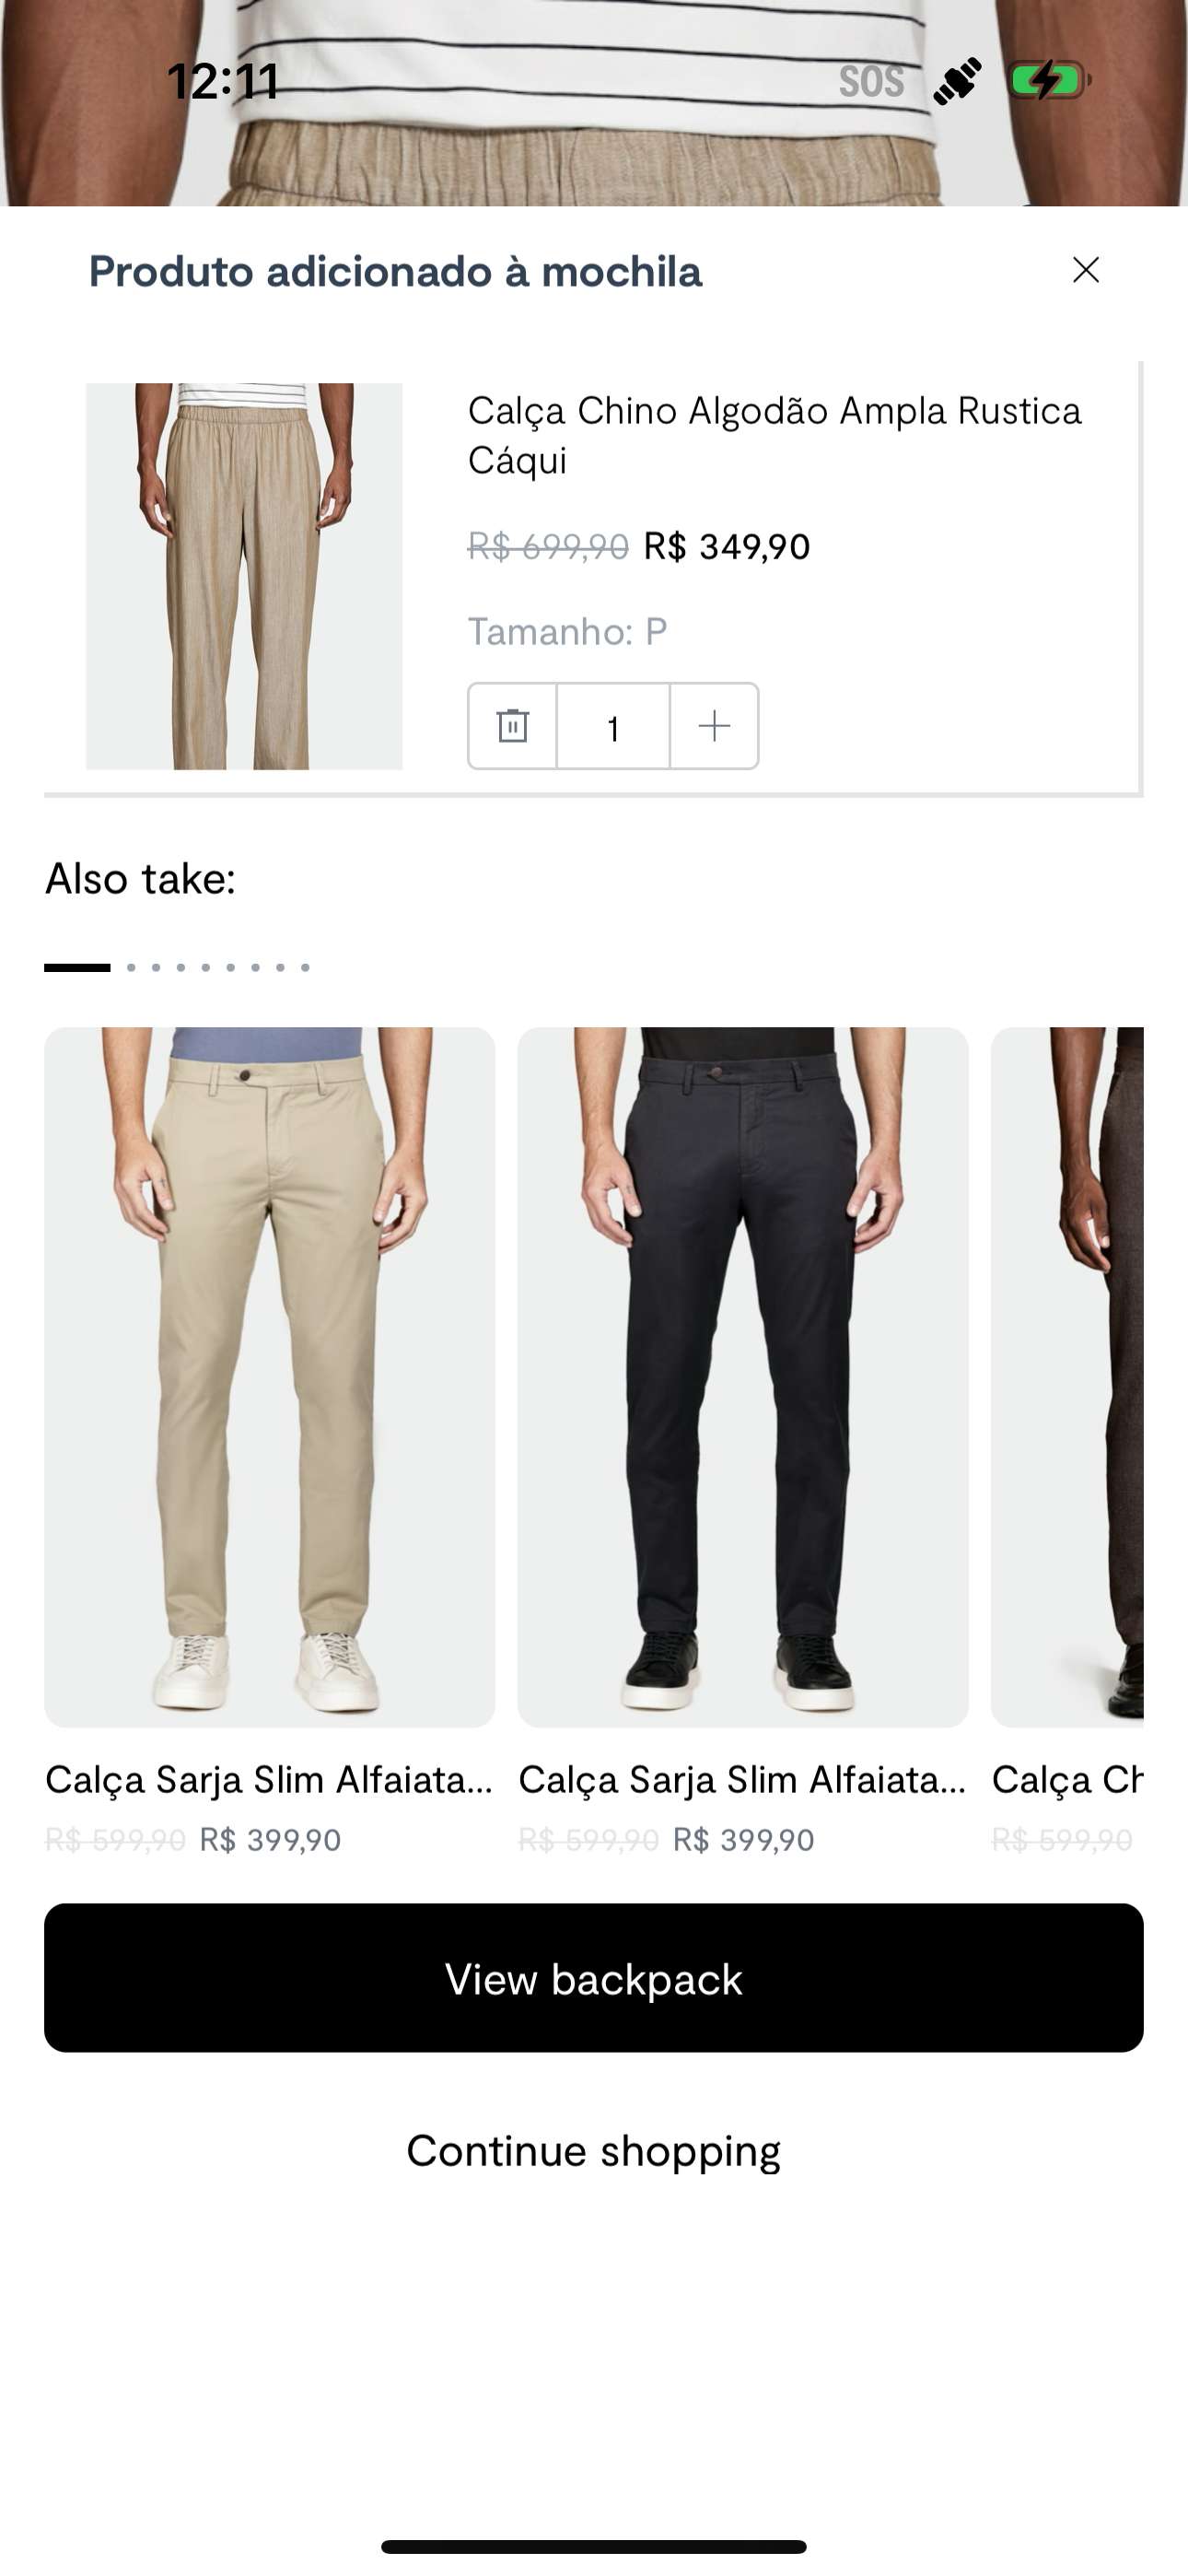 12:11 SOS
Produto adicionado à mochila
Calça Chino Algodão Ampla Rustica
Cáqui
R$ 699,90 R$ 349,90
Tamanho: P
1
Also take:
Calça Sarja Slim Alfaiata... Calça Sarja Slim Alfaiata... Calça Ch
R$ 599,90 R$ 399,90 R$ 599,90 R$ 399,90 R$ 599,90
View backpack
Continue shopping